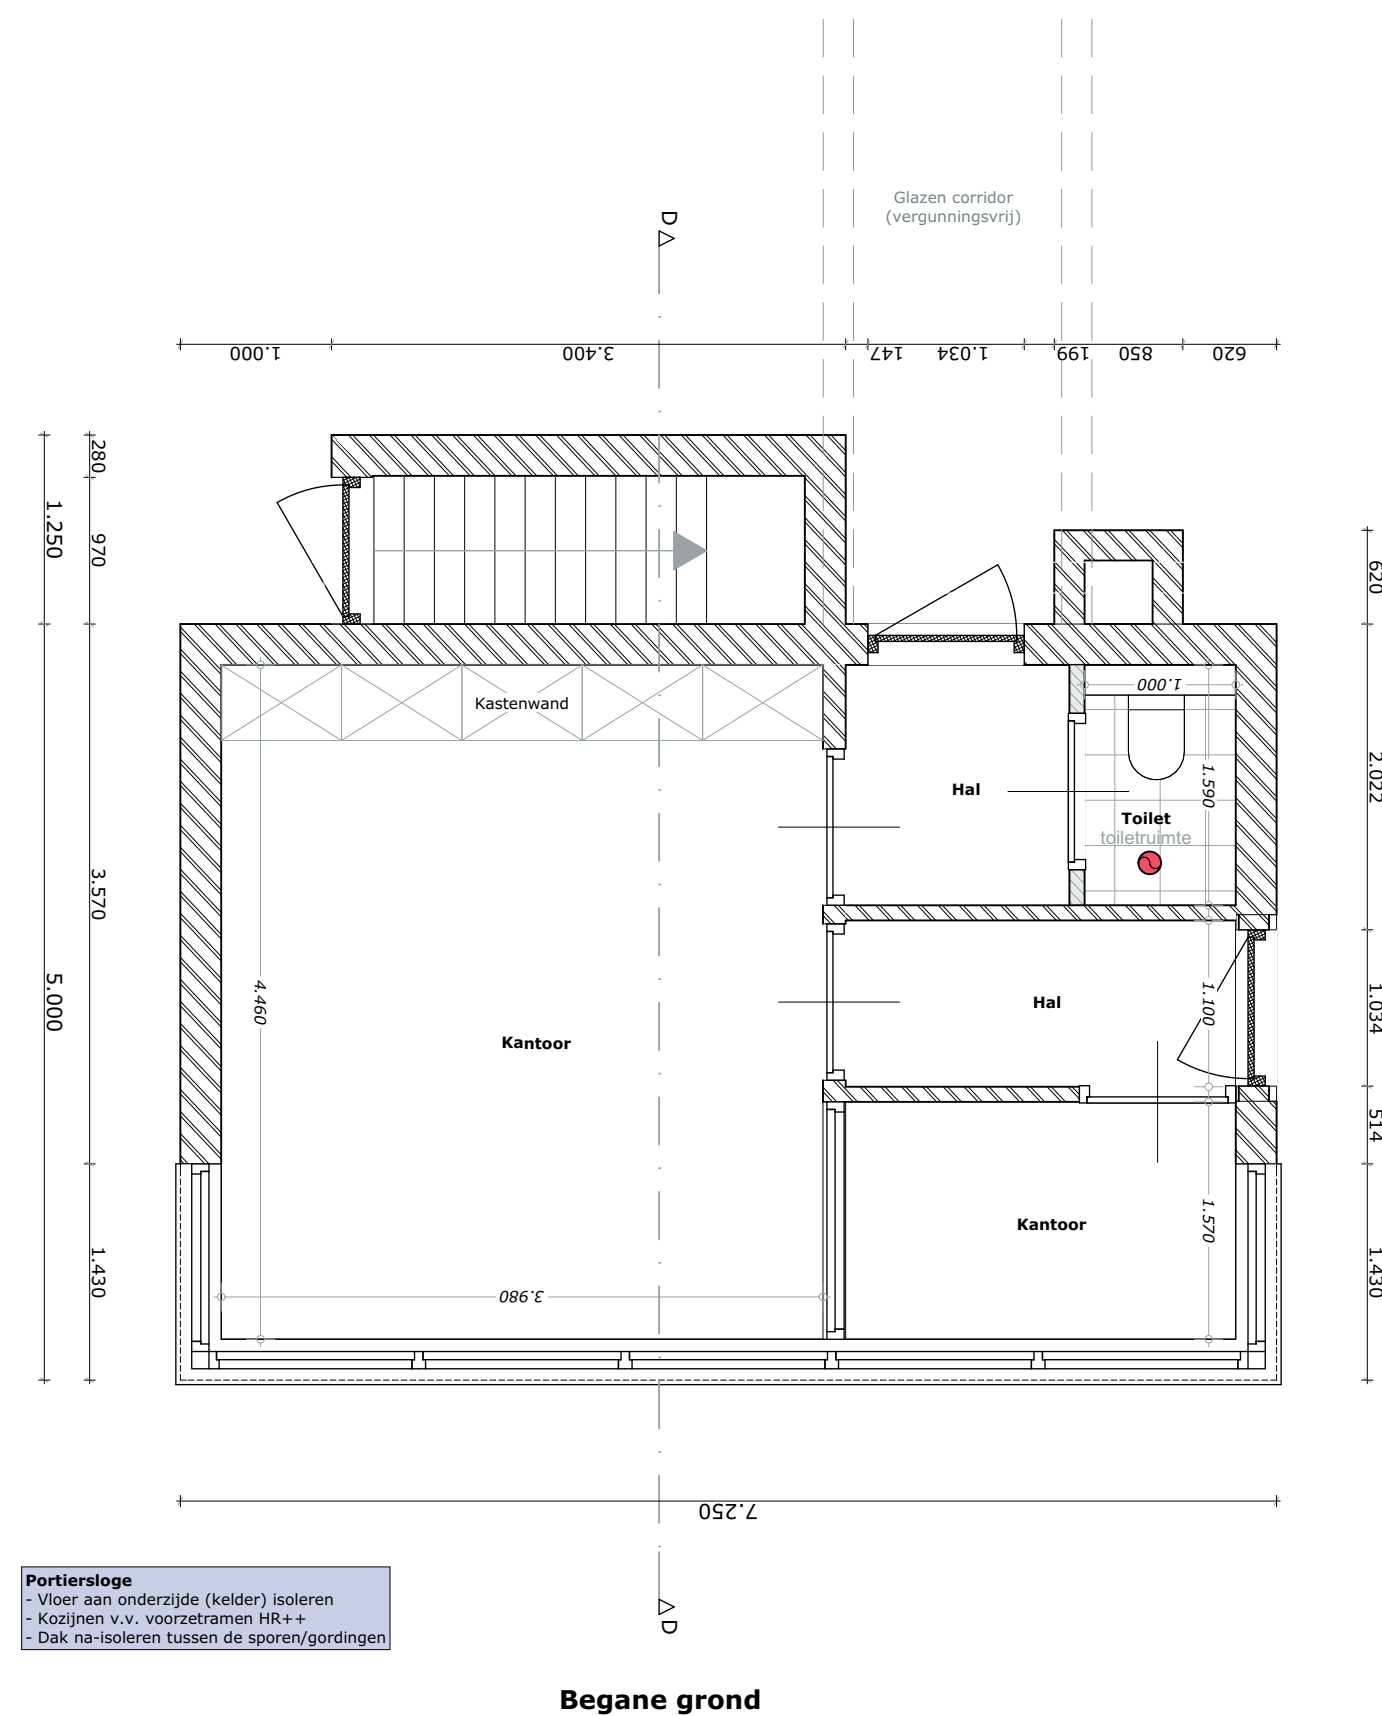 D
Glazen corridor
(vergunningsvrij)
1.000
3.400
147
1.034
199
850
620
280
970
1.250
620
Kastenwand
1.000
2.022
1.590
Hal
Toilet
toiletruimte
3.570
5.000
4.460
Hal
1.100
1.034
Kantoor
514
Kantoor
1.570
1.430
1.430
3.980
7.250
Portiersloge
- Vloer aan onderzijde (kelder) isoleren
- Kozijnen v.v. voorzetramen HR++
- Dak na-isoleren tussen de sporen/gordingen
D
Begane grond